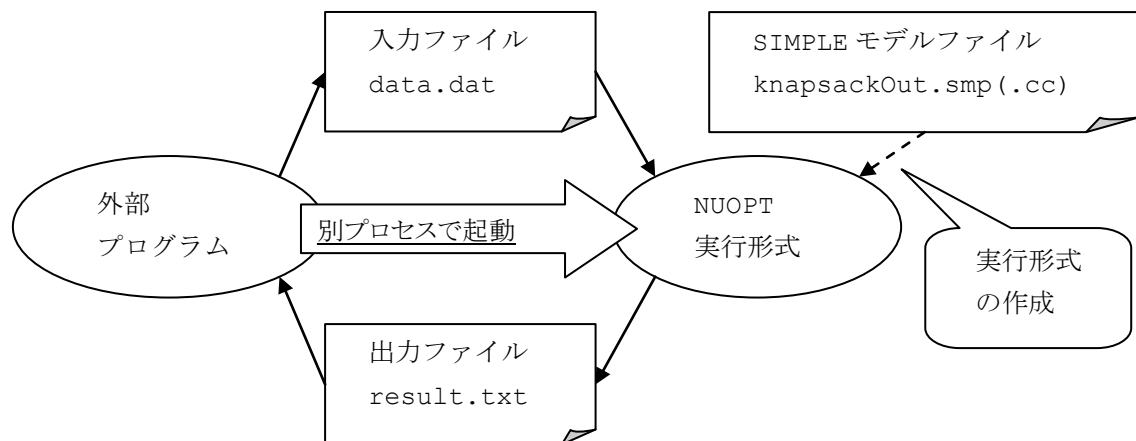 入力ファイル
data.dat
SIMPLE モデルファイル
knapsackOut.smp(.cc)
外部
プログラム
別プロセスで起動
NUOPT
実行形式
実行形式
の作成
出力ファイル
result.txt